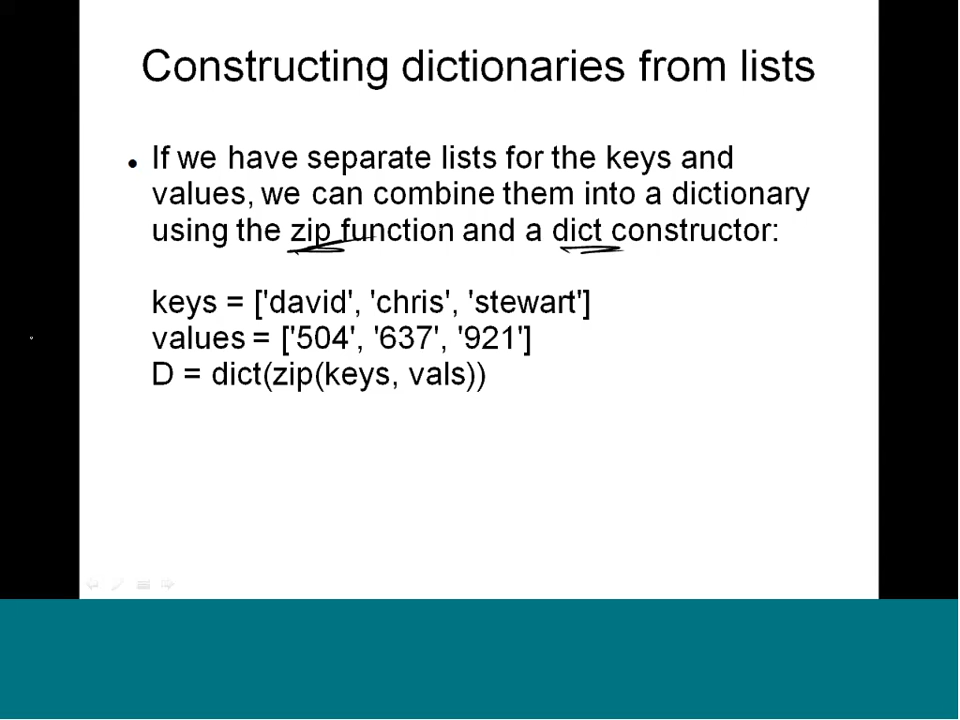 Constructing dictionaries from lists
• If we have separate lists for the keys and
values, we can combine them into a dictionary
using the zip function and a dict constructor:
keys = ['david', 'chris', 'stewart']
values = ['504', '637', '921']
D = dict(zip(keys, vals))